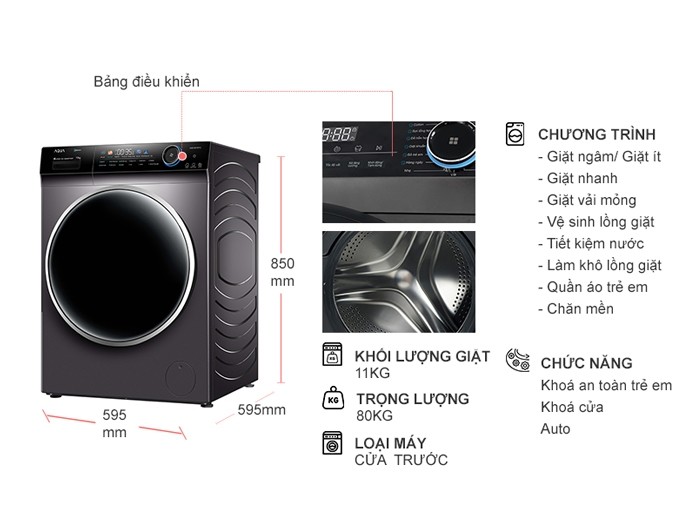 Bảng điều khiển
AQUA
850
mm
595
mm
595mm
CHƯƠNG TRÌNH
- Giặt ngâm/ Giặt ít
- Giặt nhanh
- Giặt vải mỏng
- Vệ sinh lồng giặt
- Tiết kiệm nước
- Làm khô lồng giặt
- Quần áo trẻ em
- Chăn mền
KHỐI LƯỢNG GIẶT
11KG
KG
TRỌNG LƯỢNG
80KG
LOẠI MÁY
CỬA TRƯỚC
CHỨC NĂNG
Khoá an toàn trẻ em
Khoá cửa
Auto